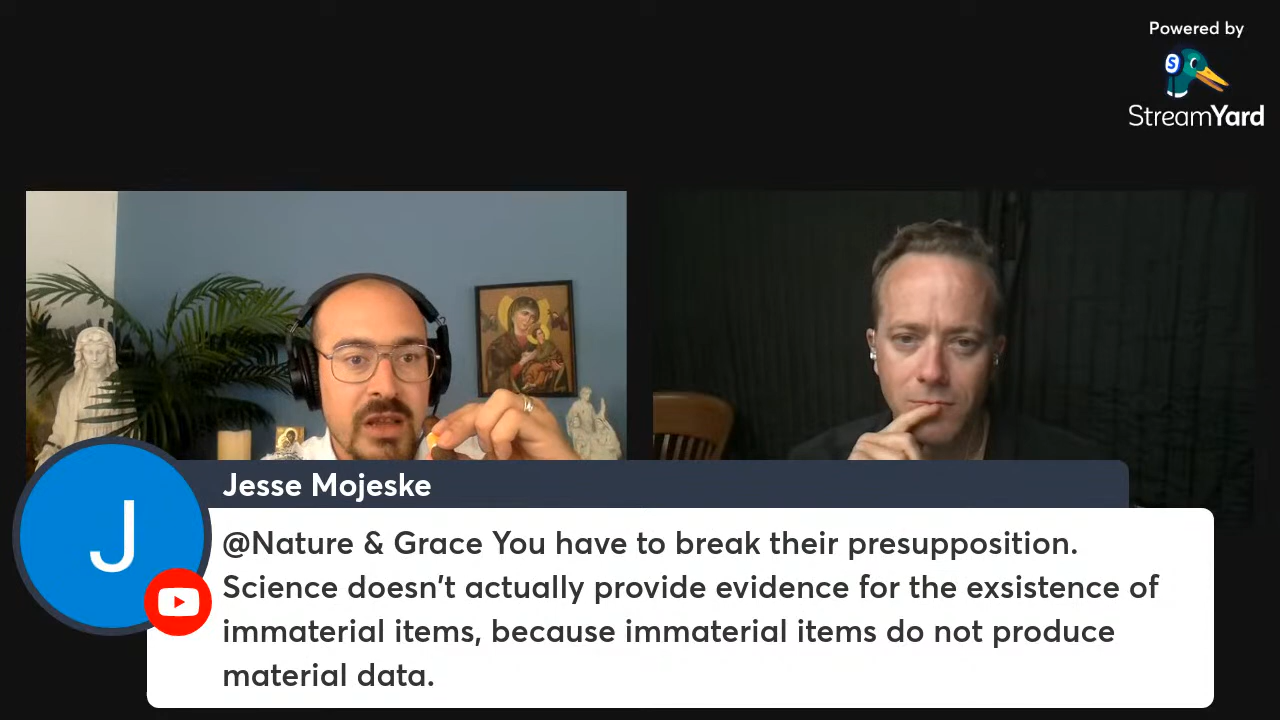 Powered by
StreamYard
Jesse Mojeske
@Nature & Grace You have to break their presupposition.
Science doesn't actually provide evidence for the exsistence of
immaterial items, because immaterial items do not produce
material data.
J
S